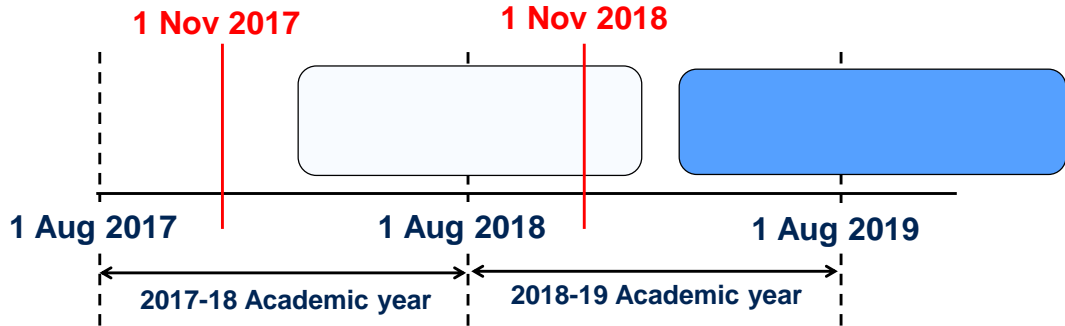 1 Nov 2017
1 Nov 2018
1 Aug 2017
1 Aug 2018
1 Aug 2019
2017-18 Academic year
2018-19 Academic year